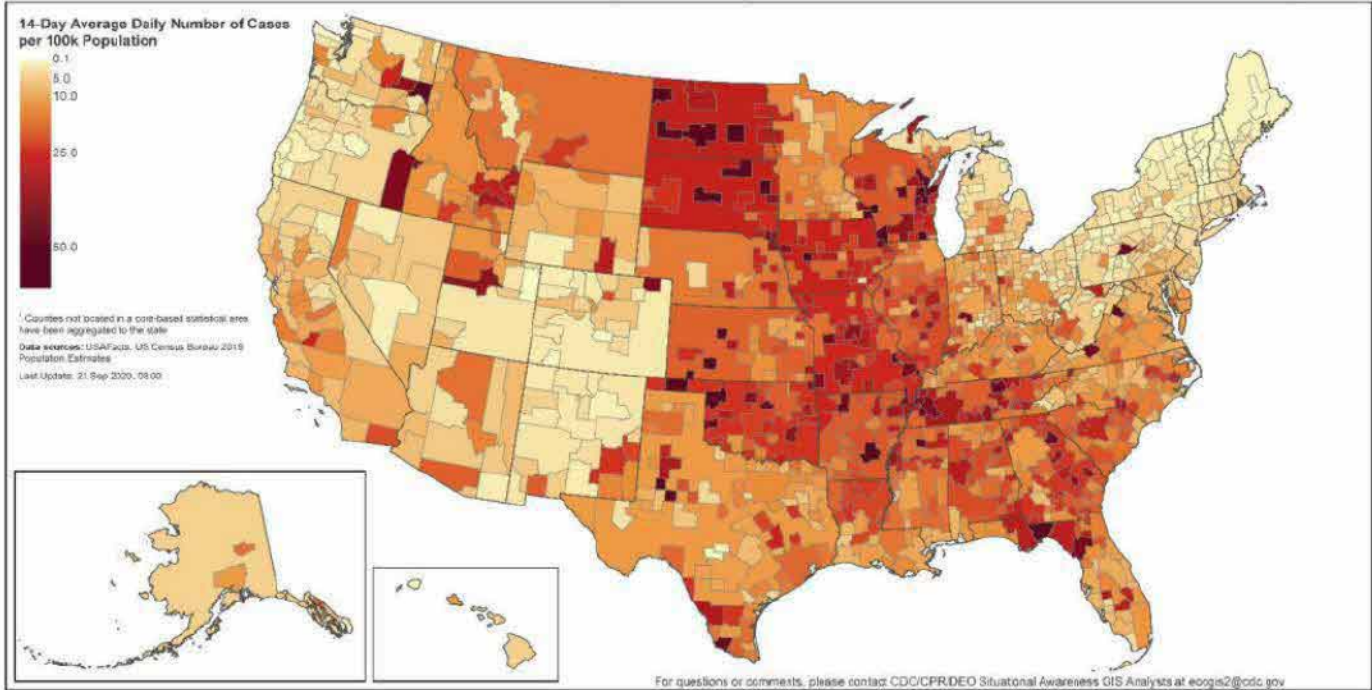 14-Day Average Daily Number of Cases
per 100k Population
0.1
5.0
10.0
25.0
50.0
¹ Counties not located in a core-based statistical area
have been aggregated to the state
Data sources: USAFacts, US Census Bureau 2019
Population Estimates
Last Update: 21 Sep 2020, 08:00
For questions or comments, please contact CDC/CPR/DEO Situational Awareness GIS Analysts at eocgis2@cdc.gov